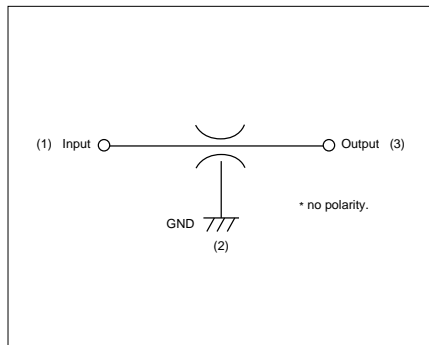 (1) Input Output (3)
* no polarity.
GND
(2)